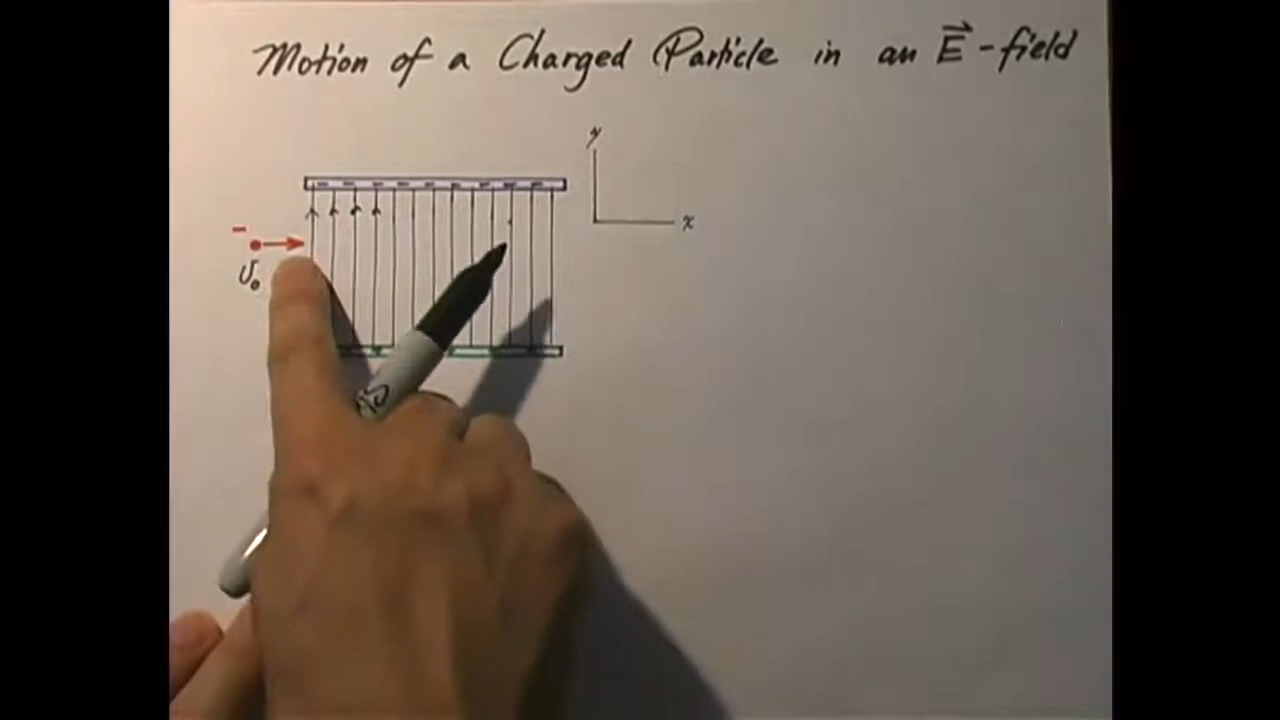 Motion of a Charged Particle in an E⃗-field
y
x
-
v₀